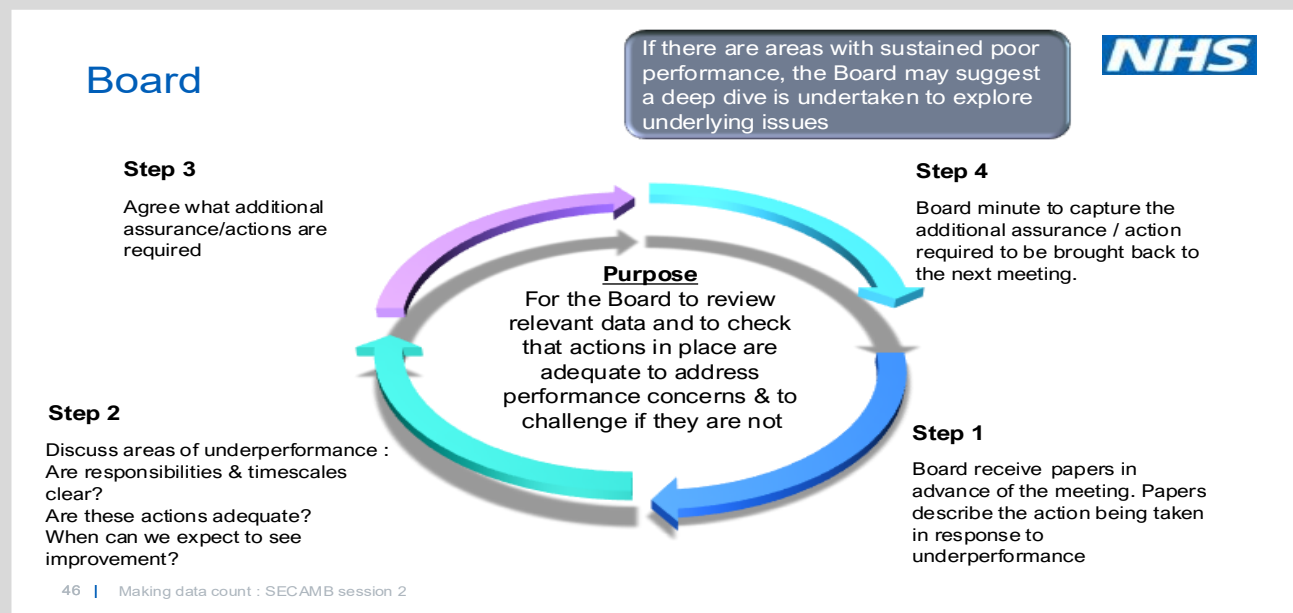 Board
If there are areas with sustained poor
performance, the Board may suggest
a deep dive is undertaken to explore
underlying issues
NHS
Step 3
Agree what additional
assurance/actions are
required
Step 4
Board minute to capture the
additional assurance / action
required to be brought back to
the next meeting.
Purpose
For the Board to review
relevant data and to check
that actions in place are
adequate to address
performance concerns & to
challenge if they are not
Step 2
Discuss areas of underperformance :
Are responsibilities & timescales
clear?
Are these actions adequate?
When can we expect to see
improvement?
Step 1
Board receive papers in
advance of the meeting. Papers
describe the action being taken
in response to
underperformance
46 | Making data count : SECAMB session 2